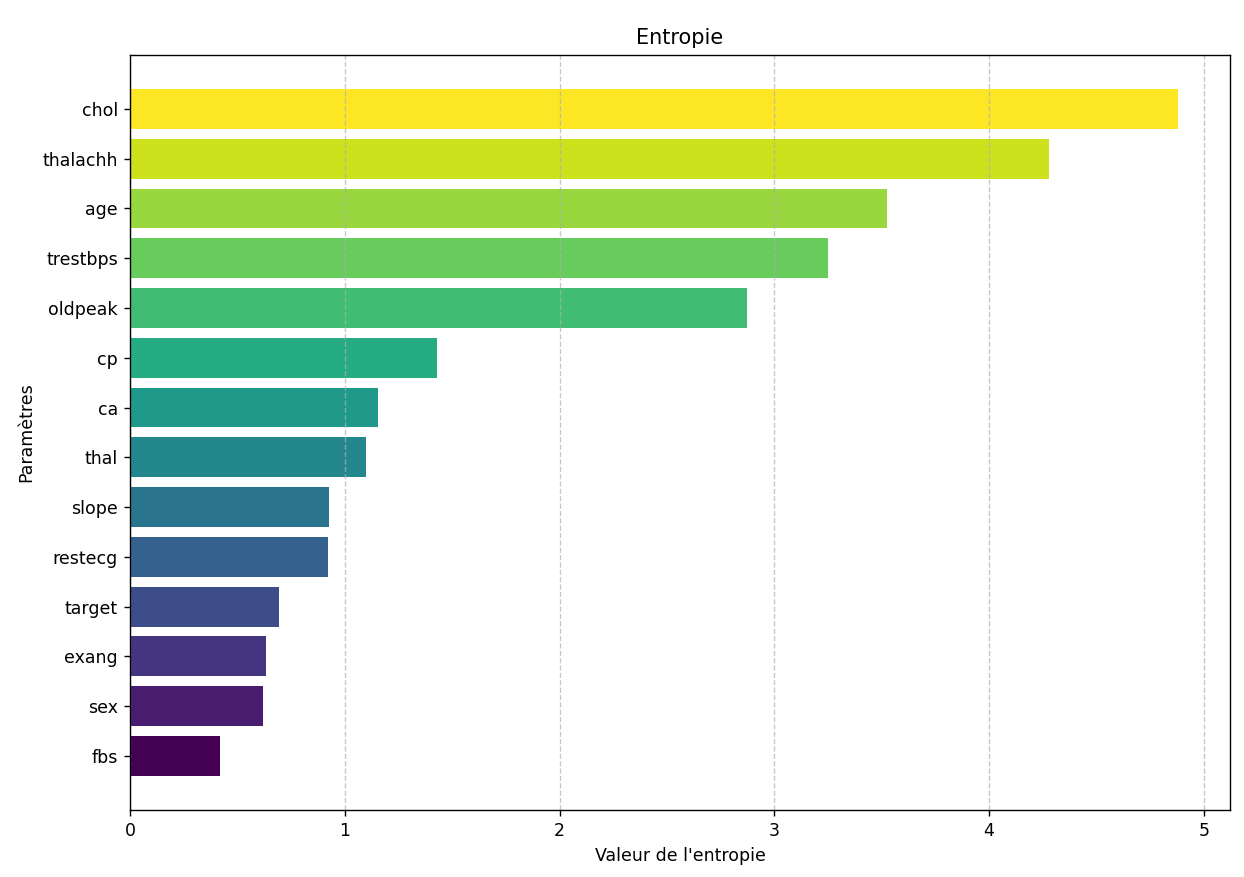 Entropie
chol
thalachh
age
trestbps
oldpeak
cp
ca
thal
slope
restecg
target
exang
sex
fbs
Paramètres
0 1 2 3 4 5
Valeur de l'entropie